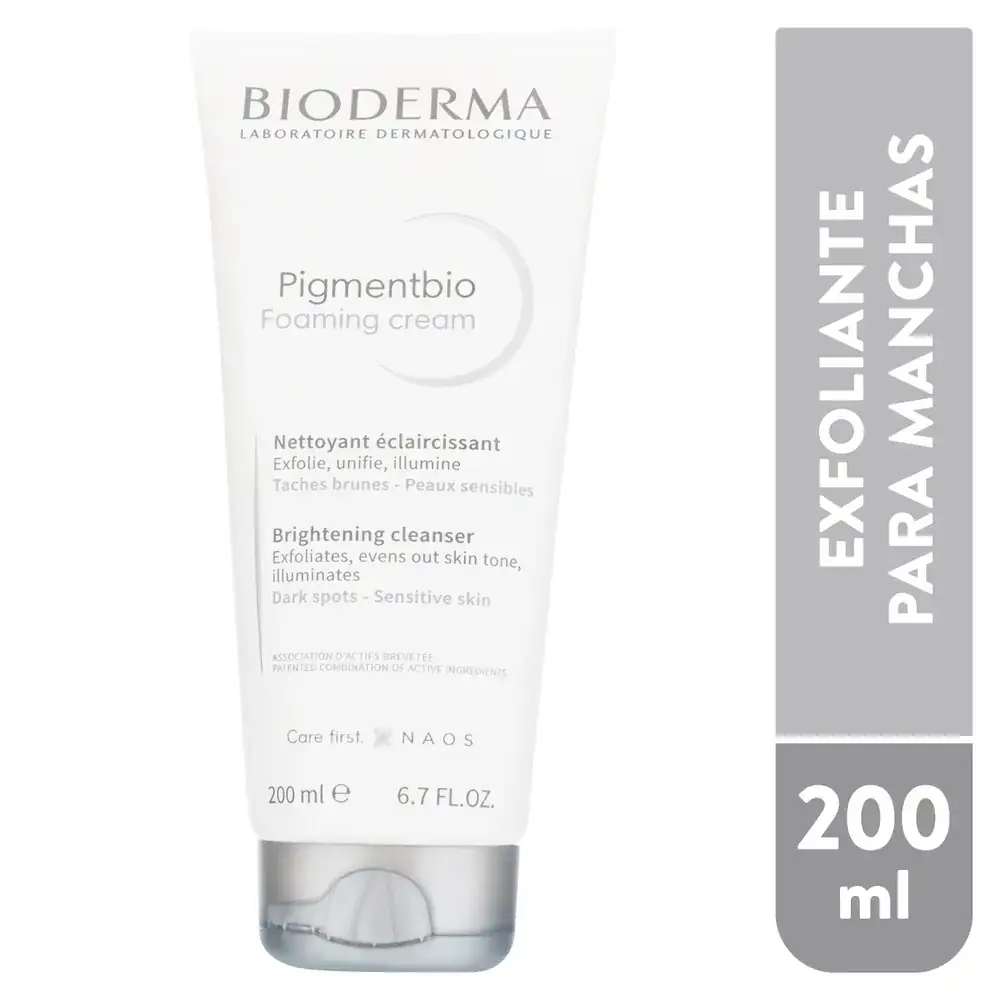 BIODERMA
LABORATOIRE DERMATOLOGIQUE
Pigmentbio
Foaming cream
Nettoyant éclaircissant
Exfolie, unifie, illumine
Taches brunes - Peaux sensibles
Brightening cleanser
Exfoliates, evens out skin tone,
illuminates
Dark spots - Sensitive skin
ASSOCIATION D'ACTIFS BREVETÉE
PATENTED COMBINATION OF ACTIVE INGREDIENTS
Care first. NAOS
200 ml ℮ 6.7 FL.OZ.
EXFOLIANTE
PARA MANCHAS
200
ml